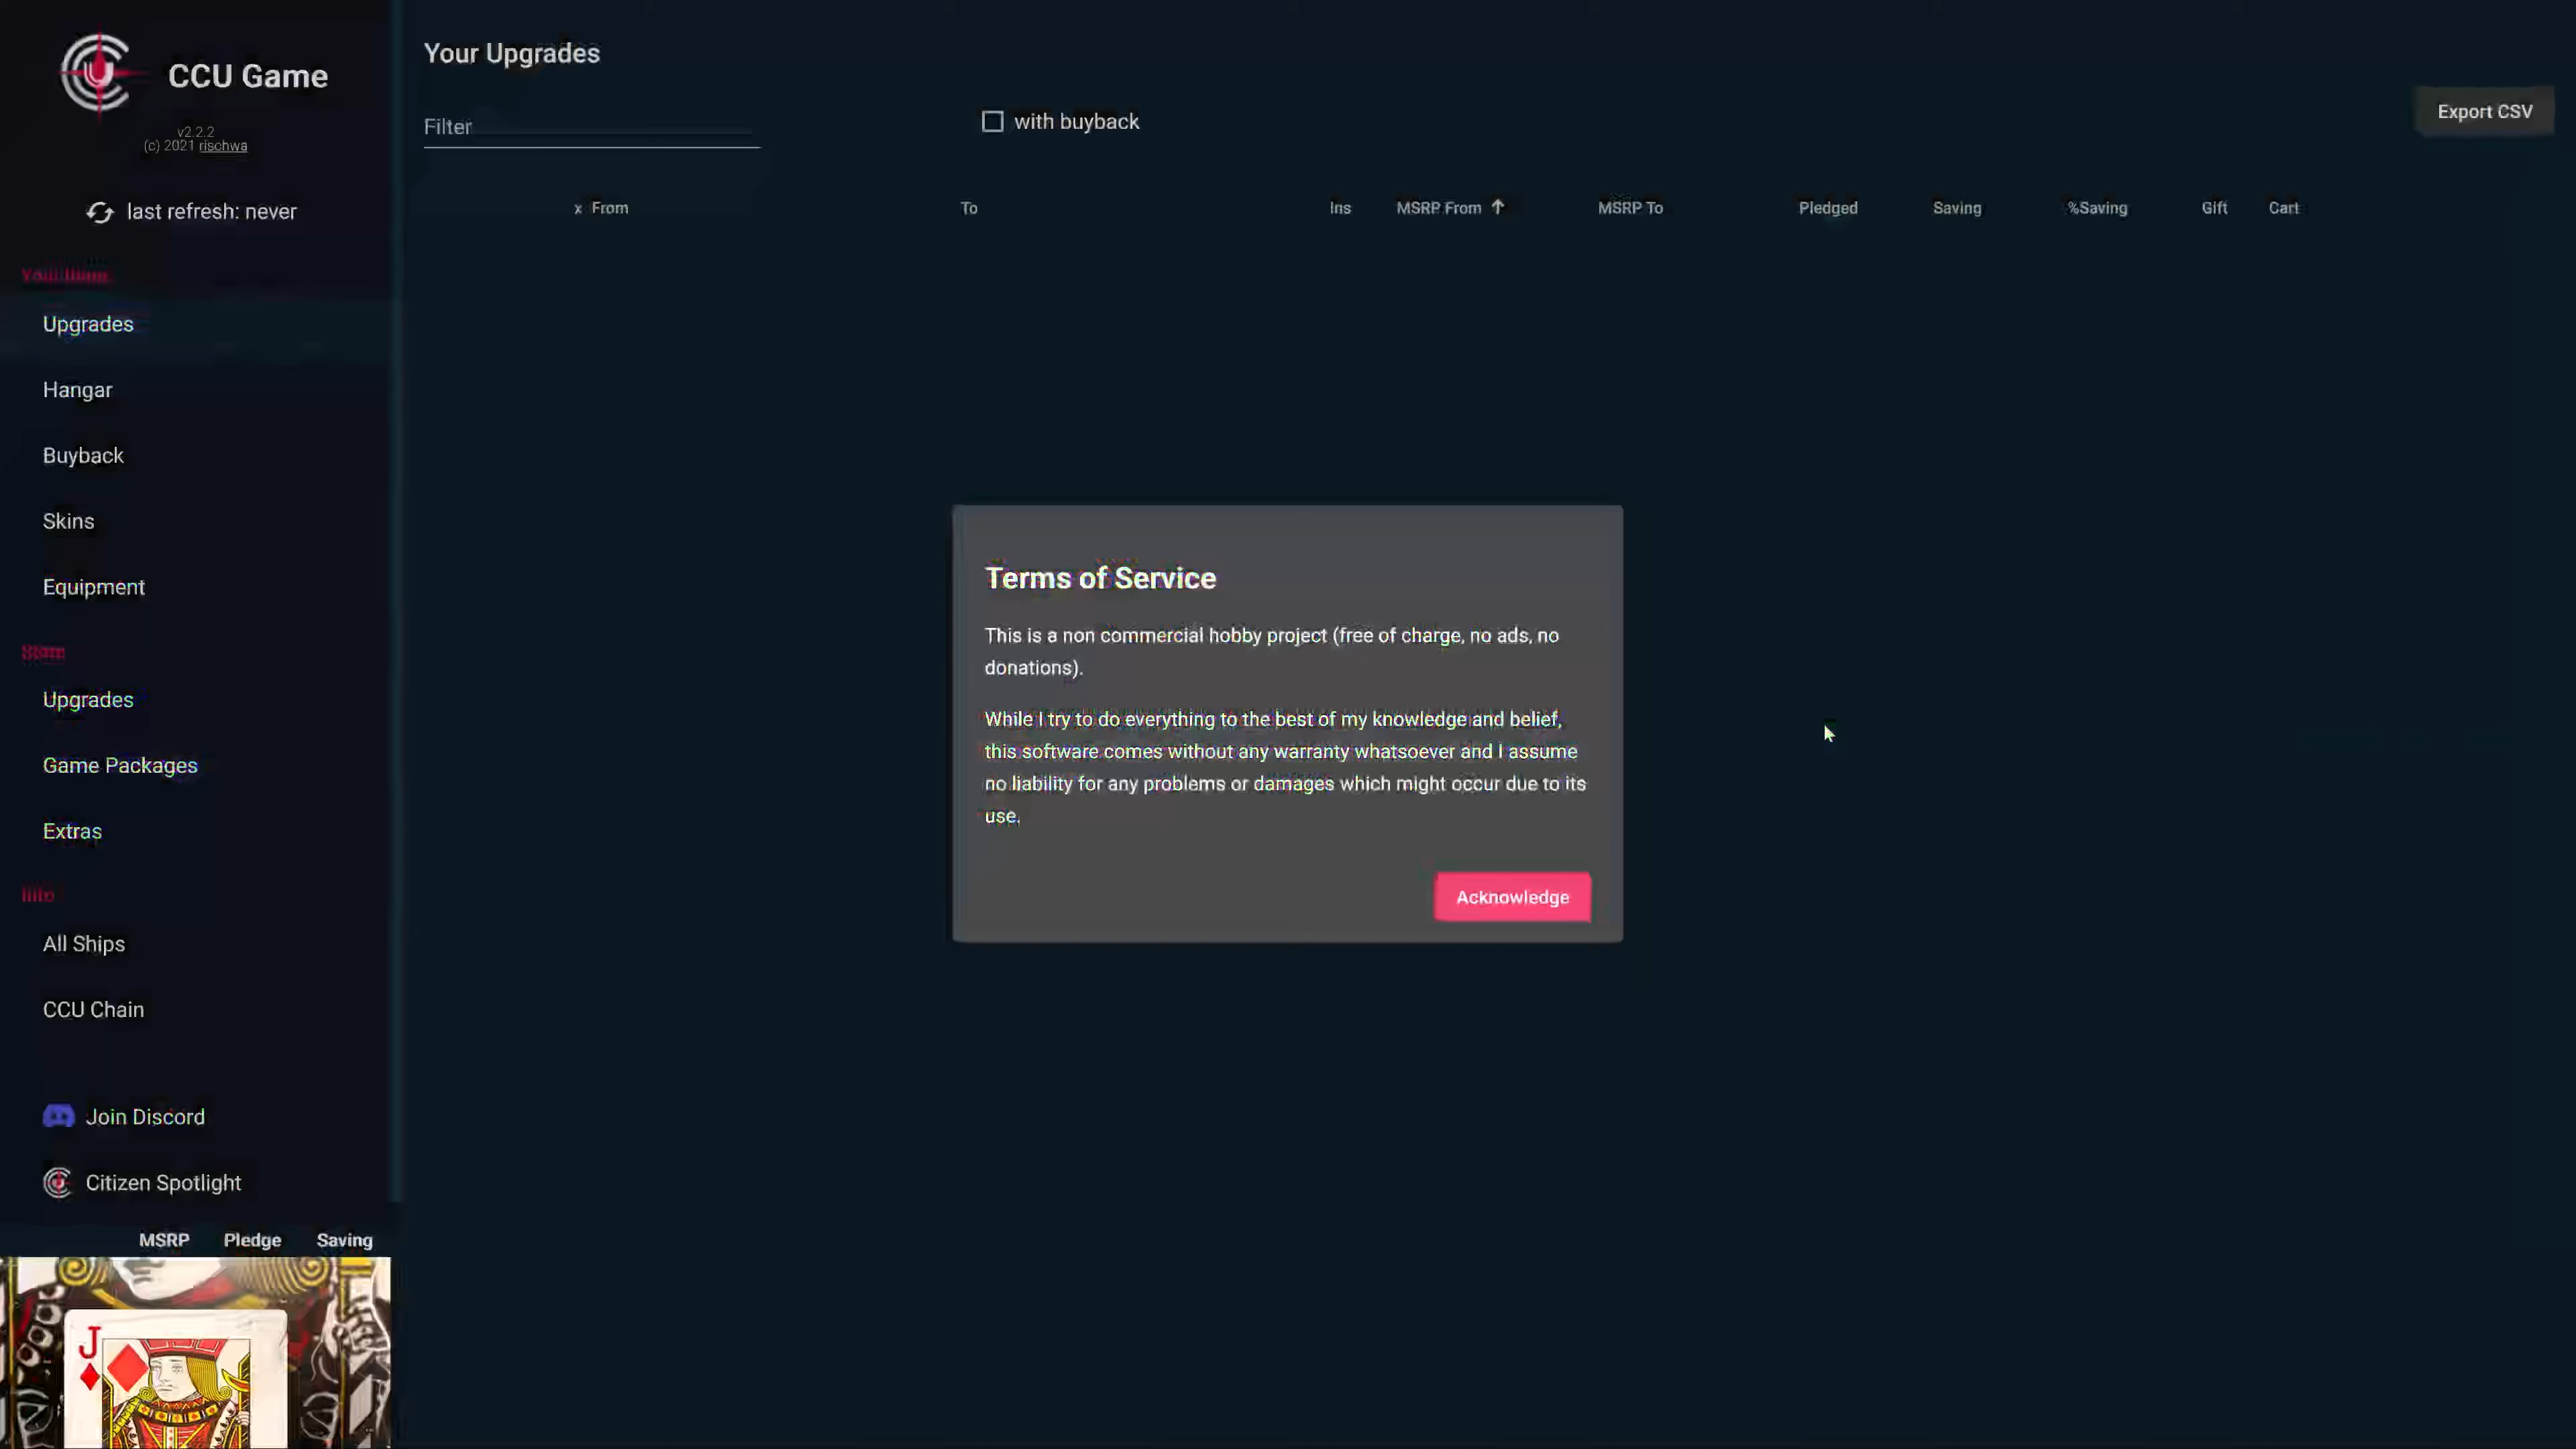 CCU Game
v2.2.2
(c) 2021 rischwa
last refresh: never
Upgrades
Hangar
Buyback
Skins
Equipment
Upgrades
Game Packages
Extras
All Ships
CCU Chain
Join Discord
Citizen Spotlight
MSRP Pledge Saving
J
Your Upgrades
Filter
with buyback
Export CSV
x From To Ins MSRP From ↑ MSRP To Pledged Saving %Saving Gift Cart
Terms of Service
This is a non commercial hobby project (free of charge, no ads, no
donations).
While I try to do everything to the best of my knowledge and belief,
this software comes without any warranty whatsoever and I assume
no liability for any problems or damages which might occur due to its
use.
Acknowledge